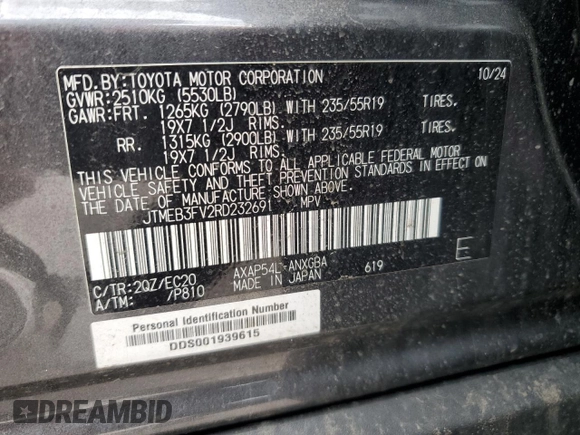 MFD.BY:TOYOTA MOTOR CORPORATION 10/24
GVWR:2510KG (5530LB)
GAWR:FRT. 1265KG (2790LB) WITH 235/55R19 TIRES.
19X7 1/2J RIMS.
RR. 1315KG (2900LB) WITH 235/55R19 TIRES.
19X7 1/2J RIMS.
THIS VEHICLE CONFORMS TO ALL APPLICABLE FEDERAL MOTOR
VEHICLE SAFETY AND THEFT PREVENTION STANDARDS IN EFFECT
ON THE DATE OF MANUFACTURE SHOWN ABOVE.
JTMEB3FV2RD232691 MPV
E
C/TR:2QZ/EC20 AXAP54L-ANXGBA 619
A/TM: /P810 MADE IN JAPAN
Personal Identification Number
DDS001939615
DREAMBID